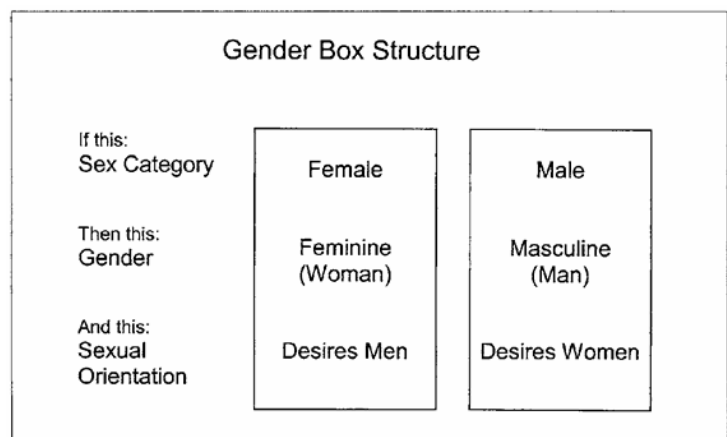 Gender Box Structure
If this:
Sex Category
Female
Male
Then this:
Gender
Feminine
(Woman)
Masculine
(Man)
And this:
Sexual
Orientation
Desires Men
Desires Women